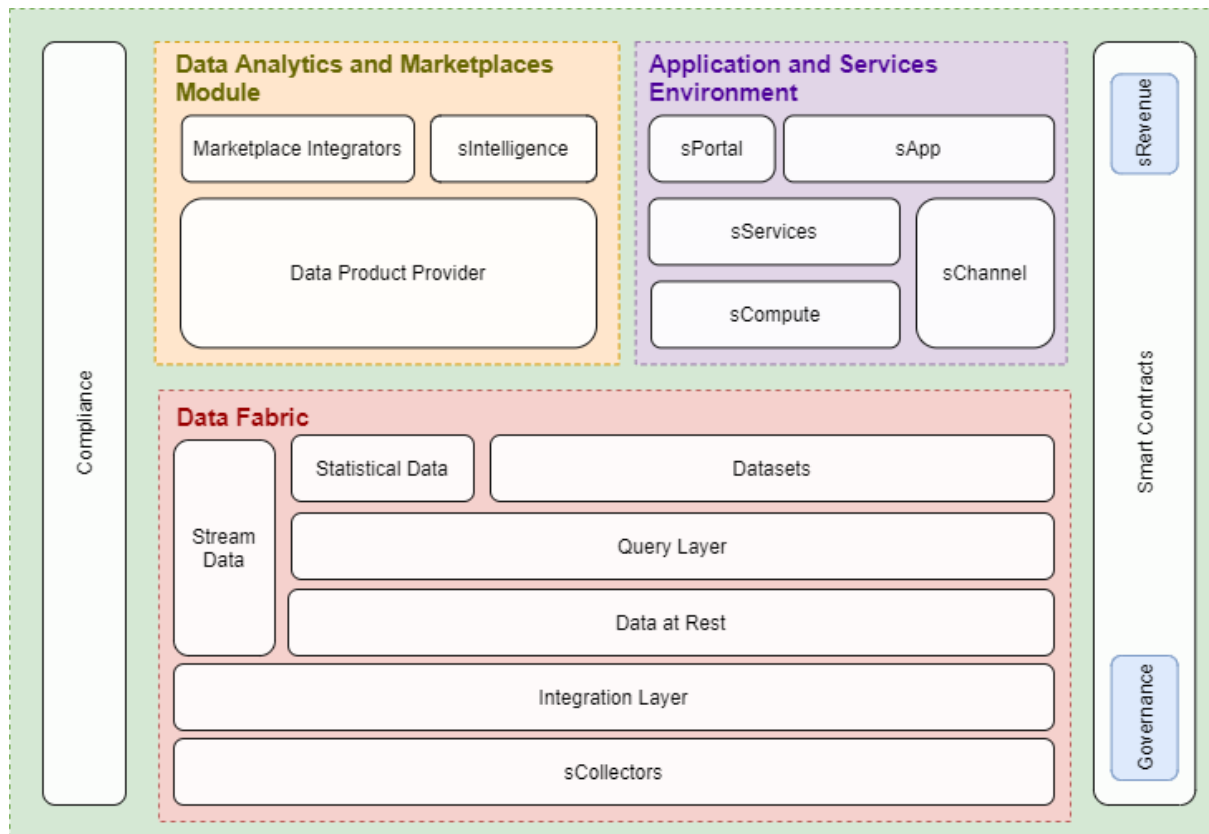 Compliance
Data Analytics and Marketplaces
Module
Marketplace Integrators
sIntelligence
Data Product Provider
Application and Services
Environment
sPortal
sApp
sServices
sChannel
sCompute
Data Fabric
Stream
Data
Statistical Data
Datasets
Query Layer
Data at Rest
Integration Layer
sCollectors
sRevenue
Smart Contracts
Governance